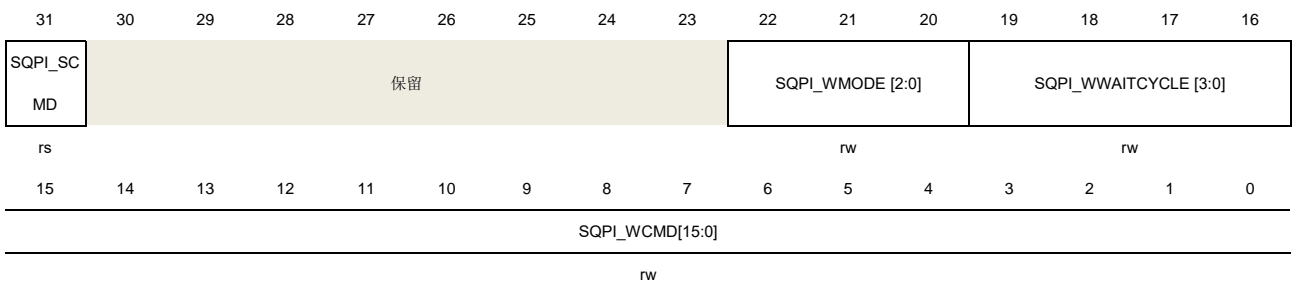 31 30 29 28 27 26 25 24 23 22 21 20 19 18 17 16
SQPI_SC
MD
保留
SQPI_WMODE [2:0]
SQPI_WWAITCYCLE [3:0]
rs rw rw
15 14 13 12 11 10 9 8 7 6 5 4 3 2 1 0
SQPI_WCMD[15:0]
rw